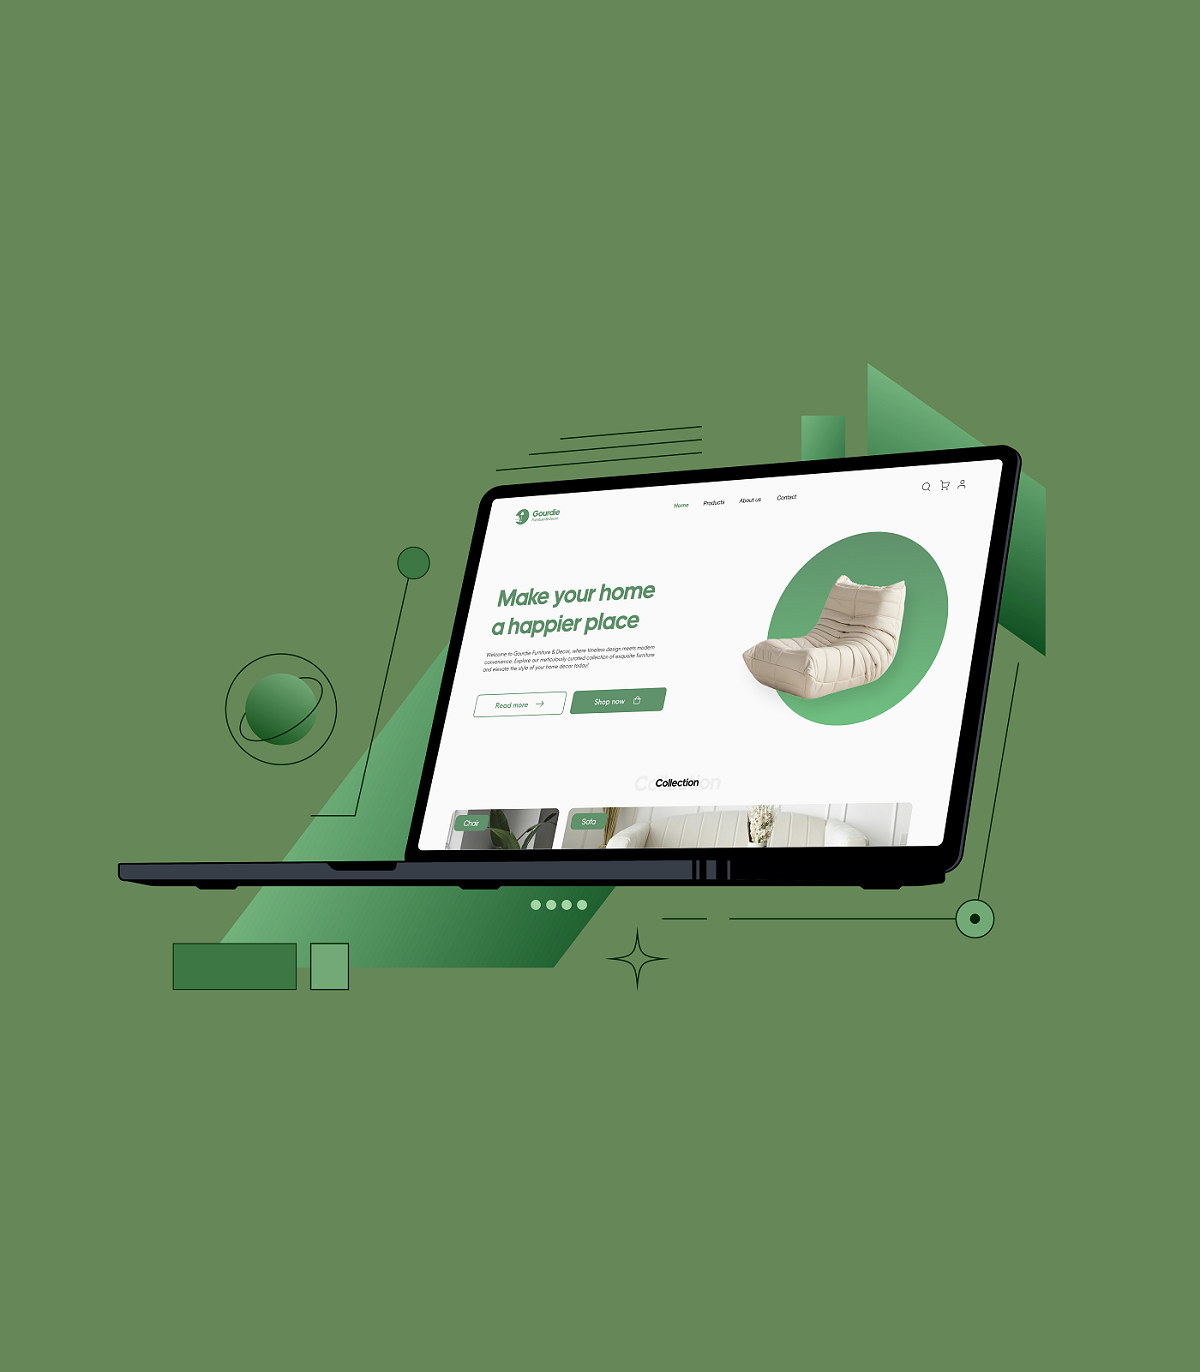 Gourdie
Furniture & Decor
Home Products About us Contact
Make your home
a happier place
Welcome to Gourdie Furniture & Decor, where timeless design meets modern
convenience. Explore our meticulously curated collection of exquisite furniture
and elevate the style of your home decor today!
Read more
Shop now
Collection
Collection
Chair
Sofa